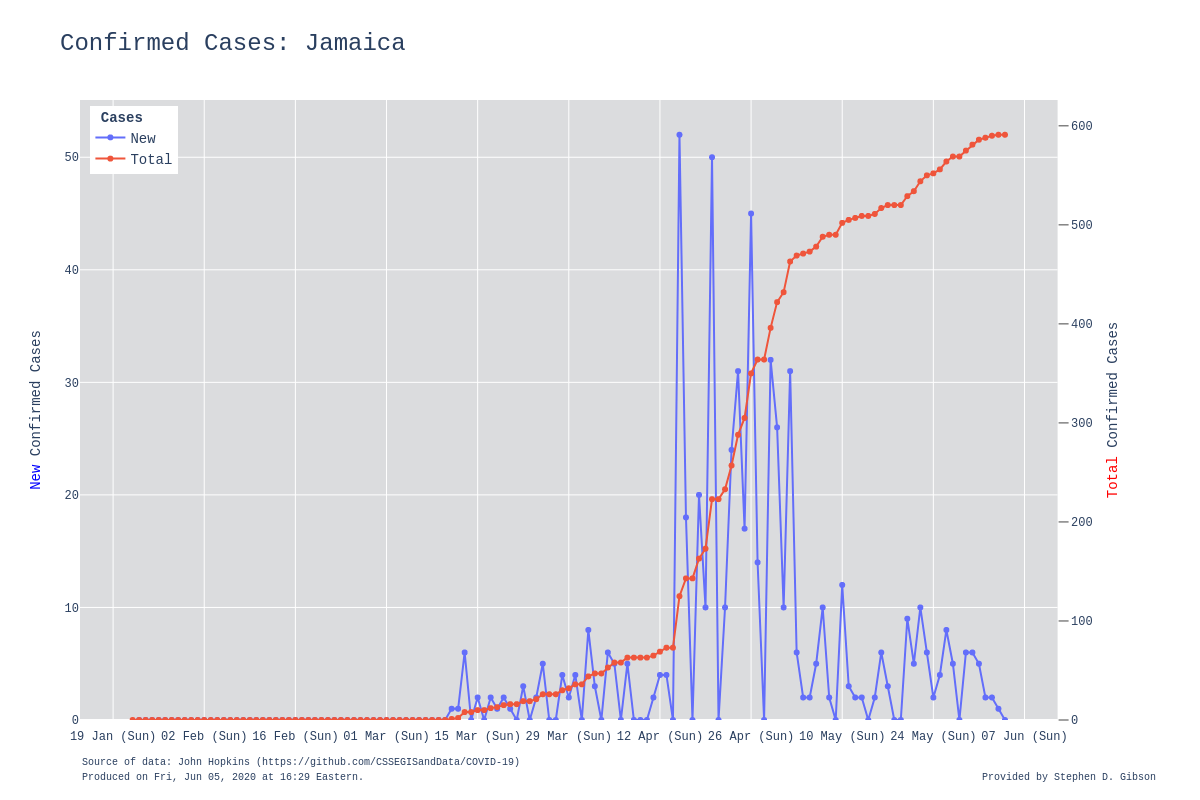 Confirmed Cases: Jamaica
Cases
New
Total
50
40
30
20
10
0
600
500
400
300
200
100
0
New Confirmed Cases
Total Confirmed Cases
19 Jan (Sun) 02 Feb (Sun) 16 Feb (Sun) 01 Mar (Sun) 15 Mar (Sun) 29 Mar (Sun) 12 Apr (Sun) 26 Apr (Sun) 10 May (Sun) 24 May (Sun) 07 Jun (Sun)
Source of data: John Hopkins (https://github.com/CSSEGISandData/COVID-19)
Produced on Fri, Jun 05, 2020 at 16:29 Eastern.
Provided by Stephen D. Gibson